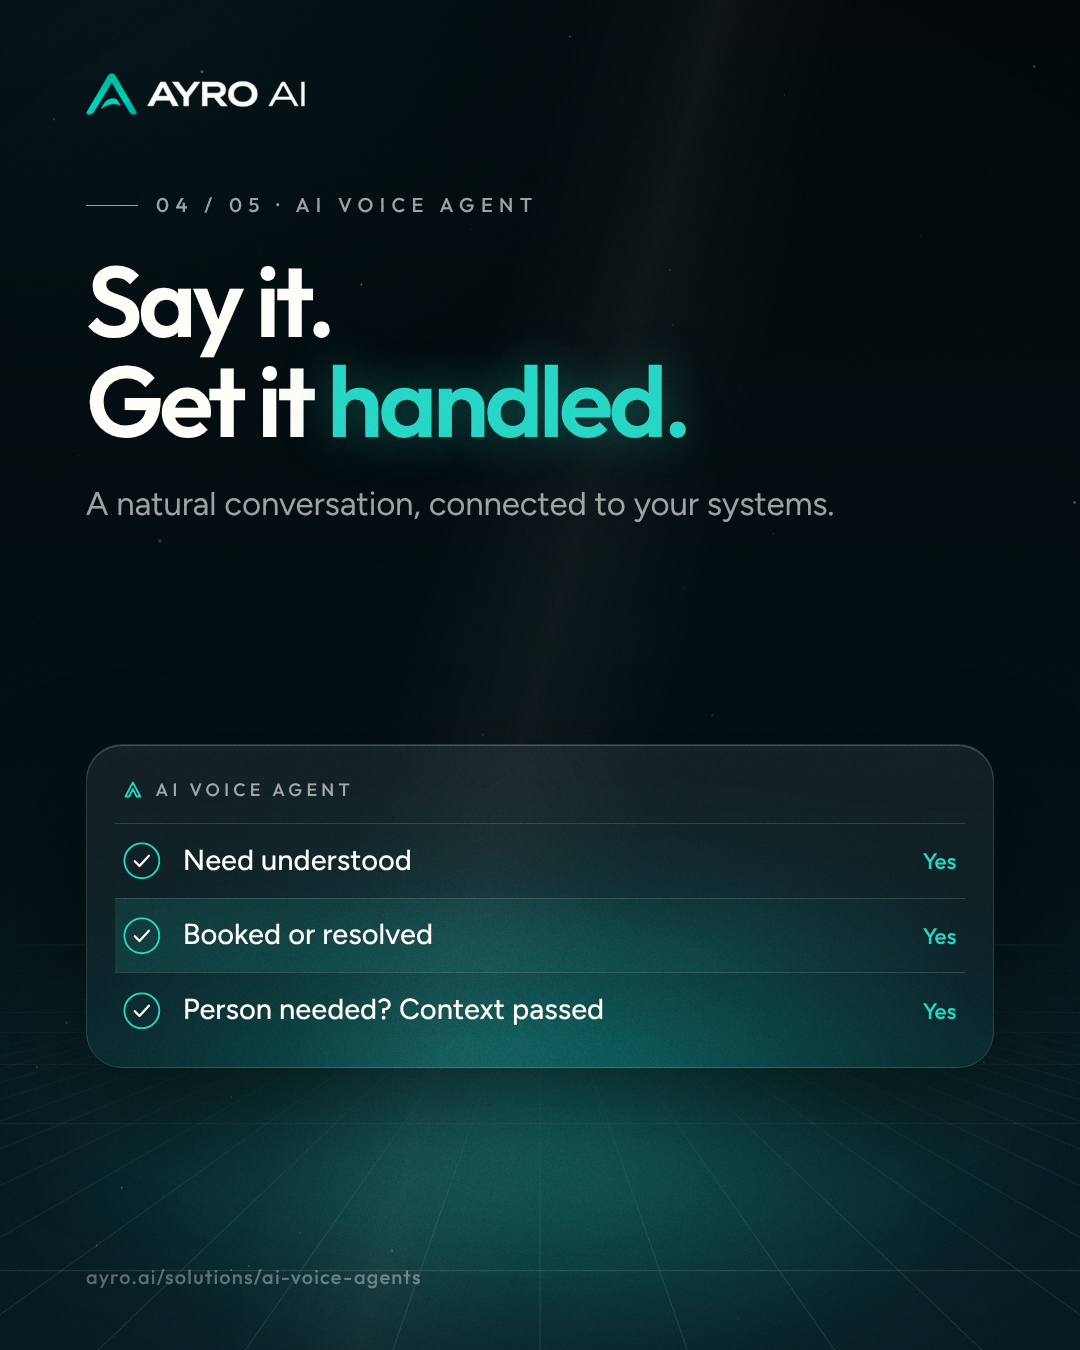 AYRO AI
04 / 05 · AI VOICE AGENT
Say it.
Get it handled.
A natural conversation, connected to your systems.
AI VOICE AGENT
Need understood Yes
Booked or resolved Yes
Person needed? Context passed Yes
ayro.ai/solutions/ai-voice-agents